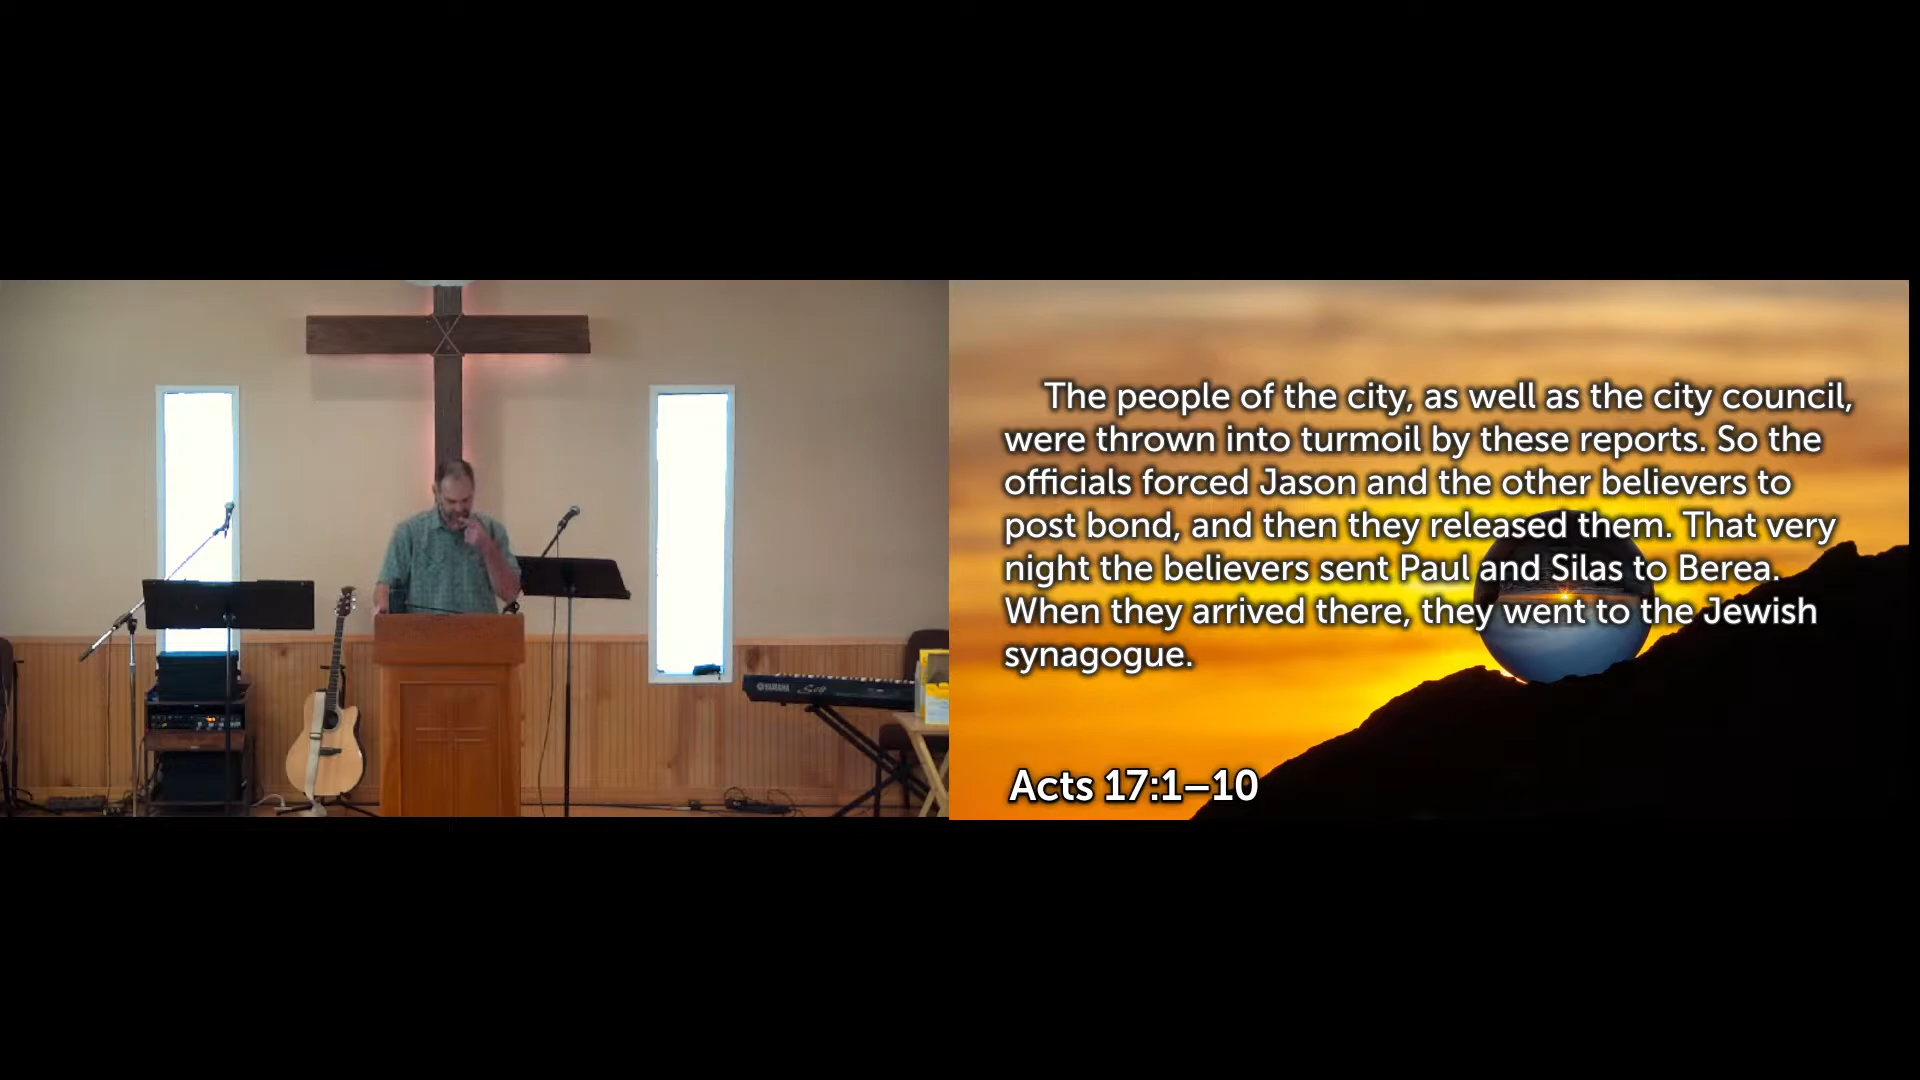 The people of the city, as well as the city council,
were thrown into turmoil by these reports. So the
officials forced Jason and the other believers to
post bond, and then they released them. That very
night the believers sent Paul and Silas to Berea.
When they arrived there, they went to the Jewish
synagogue.
Acts 17:1–10
YAMAHA